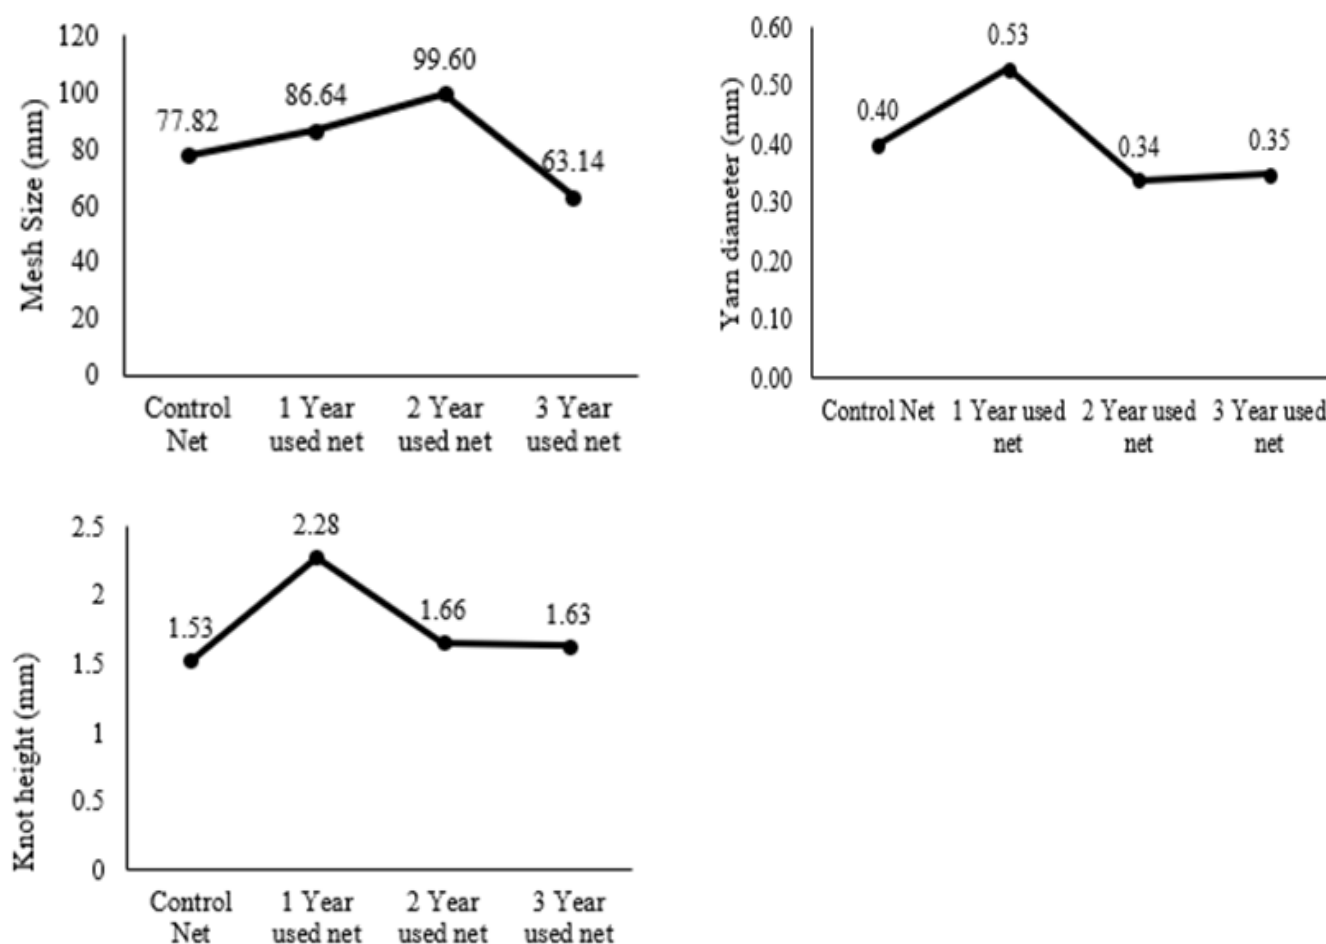 Mesh Size (mm)
120
100
80
60
40
20
0
77.82
86.64
99.60
63.14
Control
Net
1 Year
used net
2 Year
used net
3 Year
used net
Yarn diameter (mm)
0.60
0.50
0.40
0.30
0.20
0.10
0.00
0.40
0.53
0.34
0.35
Control Net
1 Year used
net
2 Year used
net
3 Year used
net
Knot height (mm)
2.5
2
1.5
1
0.5
0
1.53
2.28
1.66
1.63
Control
Net
1 Year
used net
2 Year
used net
3 Year
used net